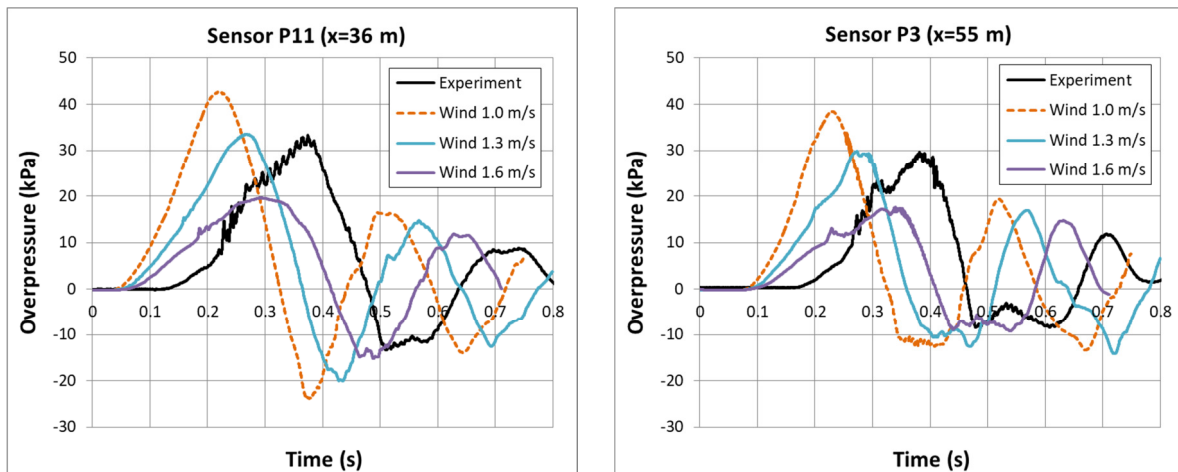 Sensor P11 (x=36 m)
50
40
30
20
10
0
-10
-20
-30
0
0.1
0.2
0.3
0.4
0.5
0.6
0.7
0.8
Overpressure (kPa)
Time (s)
Experiment
Wind 1.0 m/s
Wind 1.3 m/s
Wind 1.6 m/s
Sensor P3 (x=55 m)
50
40
30
20
10
0
-10
-20
-30
0
0.1
0.2
0.3
0.4
0.5
0.6
0.7
0.8
Overpressure (kPa)
Time (s)
Experiment
Wind 1.0 m/s
Wind 1.3 m/s
Wind 1.6 m/s